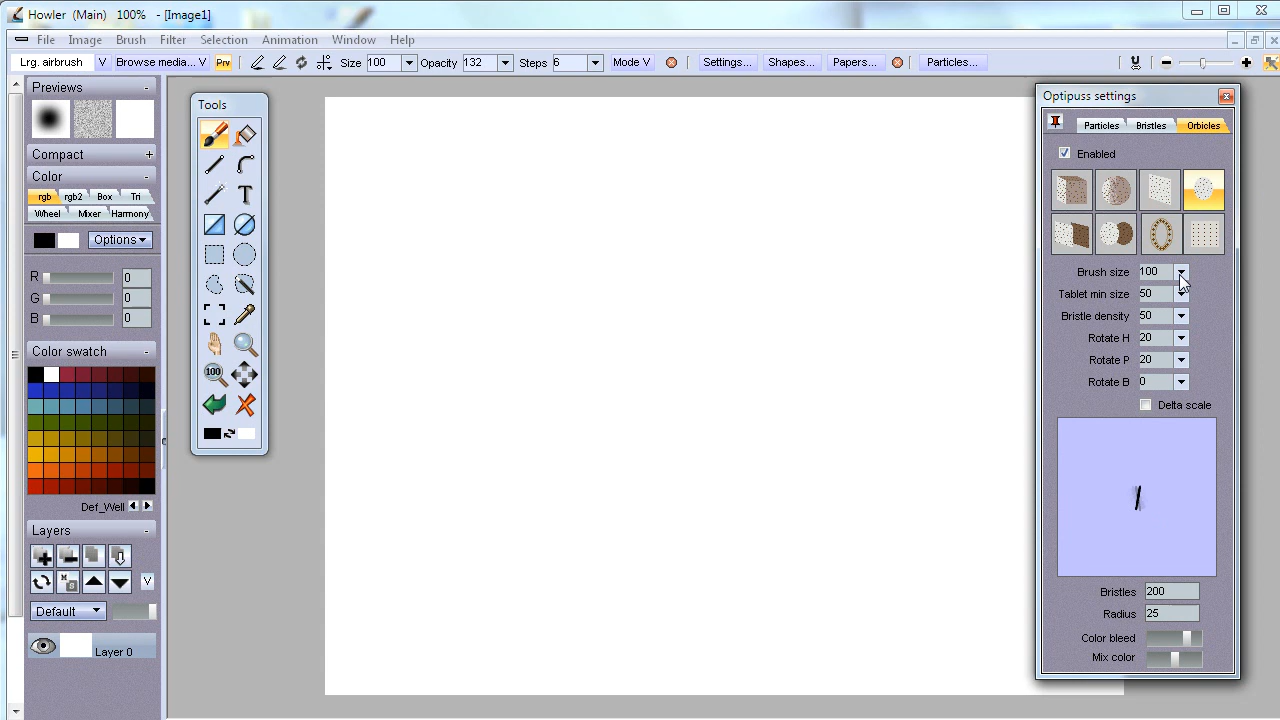 Howler (Main) 100% - [Image1]
File Image Brush Filter Selection Animation Window Help
Lrg. airbrush V Browse media... V Prv Size 100 Opacity 132 Steps 6 Mode V Settings... Shapes... Papers... Particles...
Previews -
Compact +
Color -
rgb rgb2 Box Tri
Wheel Mixer Harmony
Options
R 0
G 0
B 0
Color swatch -
Def_Well
Layers -
M S
V
Default
Layer 0
Tools
T
100
Optipuss settings
Particles Bristles Orbicles
Enabled
Brush size 100
Tablet min size 50
Bristle density 50
Rotate H 20
Rotate P 20
Rotate B 0
Delta scale
Bristles 200
Radius 25
Color bleed
Mix color